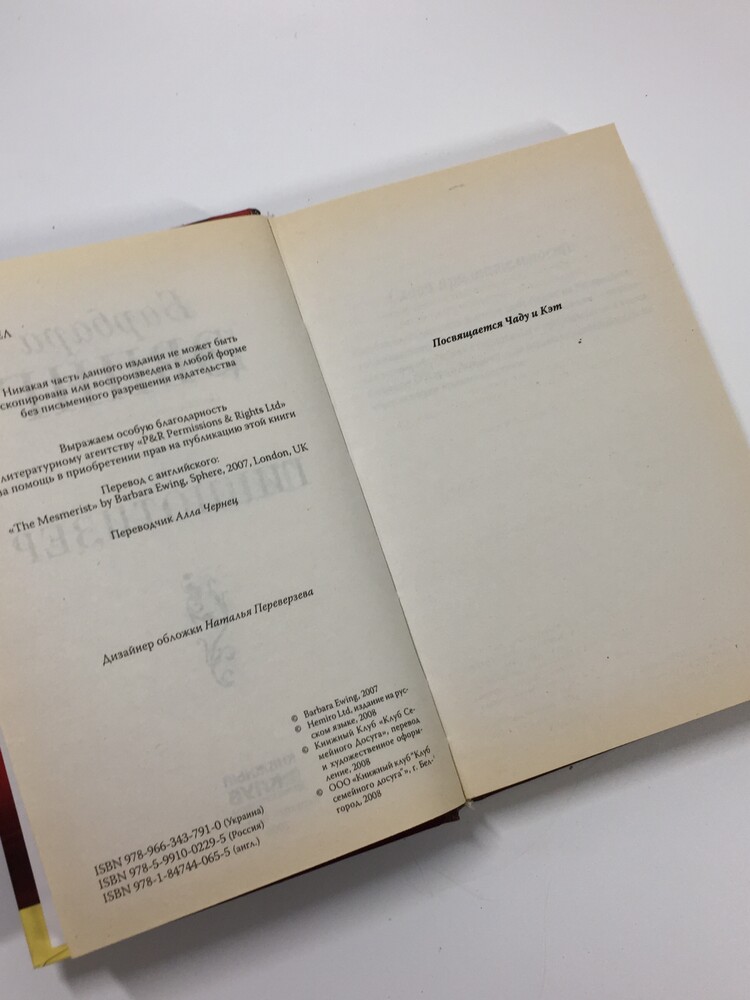 Никакая часть данного издания не может быть
скопирована или воспроизведена в любой форме
без письменного разрешения издательства
Выражаем особую благодарность
литературному агентству «P&R Permissions & Rights Ltd»
за помощь в приобретении прав на публикацию этой книги
Перевод с английского:
«The Mesmerist» by Barbara Ewing, Sphere, 2007, London, UK
Переводчик Алла Чернец
Дизайнер обложки Наталья Переверзева
© Barbara Ewing, 2007
© Hemiro Ltd, издание на рус-
ском языке, 2008
© Книжный Клуб «Клуб Се-
мейного Досуга», перевод
и художественное оформ-
ление, 2008
© ООО «Книжный клуб "Клуб
семейного досуга"», г. Бел-
город, 2008
ISBN 978-966-343-791-0 (Украина)
ISBN 978-5-9910-0229-5 (Россия)
ISBN 978-1-84744-065-5 (англ.)
Посвящается Чаду и Кэт